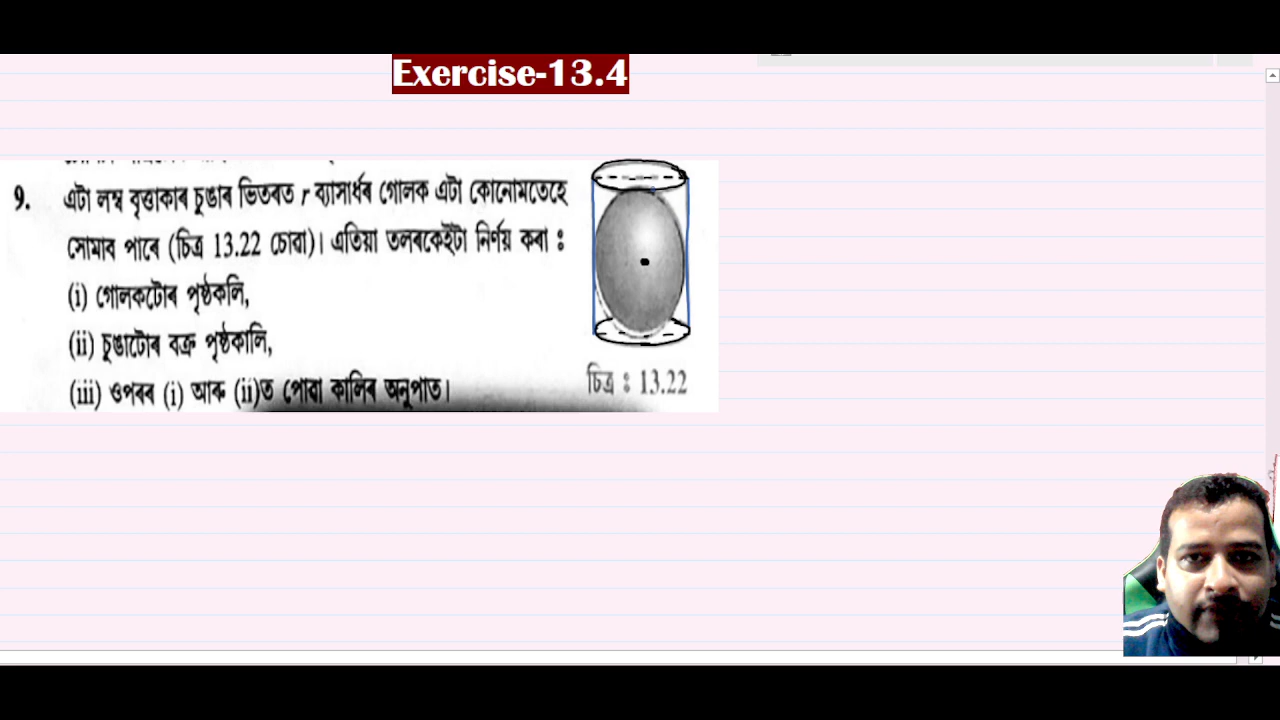 Exercise-13.4
9. এটা লম্ব বৃত্তাকাৰ চুঙাৰ ভিতৰত r ব্যাসাৰ্ধৰ গোলক এটা কোনোমতেহে
সোমাব পাৰে (চিত্ৰ 13.22 চোৱা)। এতিয়া তলৰকেইটা নিৰ্ণয় কৰা :
(i) গোলকটোৰ পৃষ্ঠকলি,
(ii) চুঙাটোৰ বক্ৰ পৃষ্ঠকালি,
(iii) ওপৰৰ (i) আৰু (ii)ত পোৱা কালিৰ অনুপাত।
চিত্ৰ : 13.22